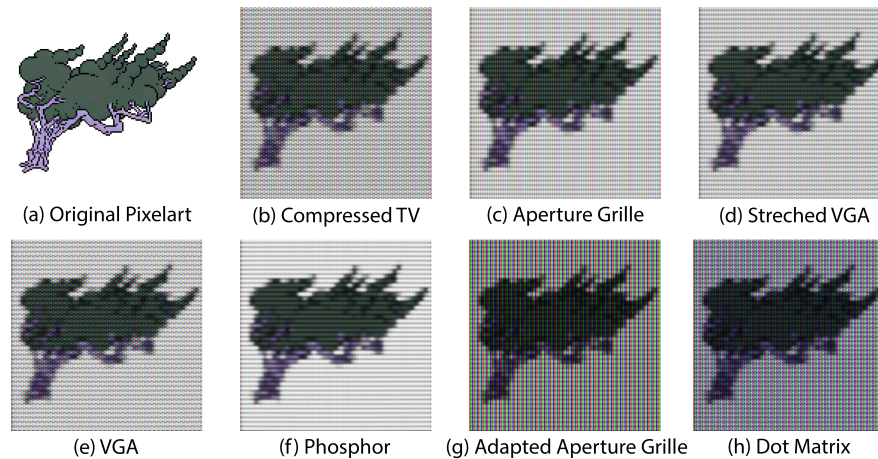 (a) Original Pixelart
(b) Compressed TV
(c) Aperture Grille
(d) Streched VGA
(e) VGA
(f) Phosphor
(g) Adapted Aperture Grille
(h) Dot Matrix